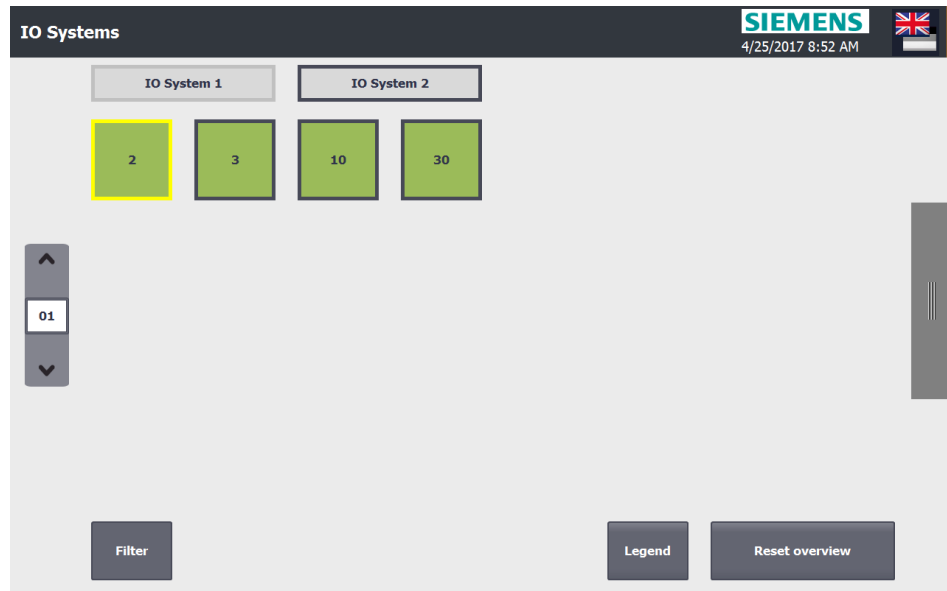 IO Systems
SIEMENS
4/25/2017 8:52 AM
IO System 1
IO System 2
2
3
10
30
01
Filter
Legend
Reset overview